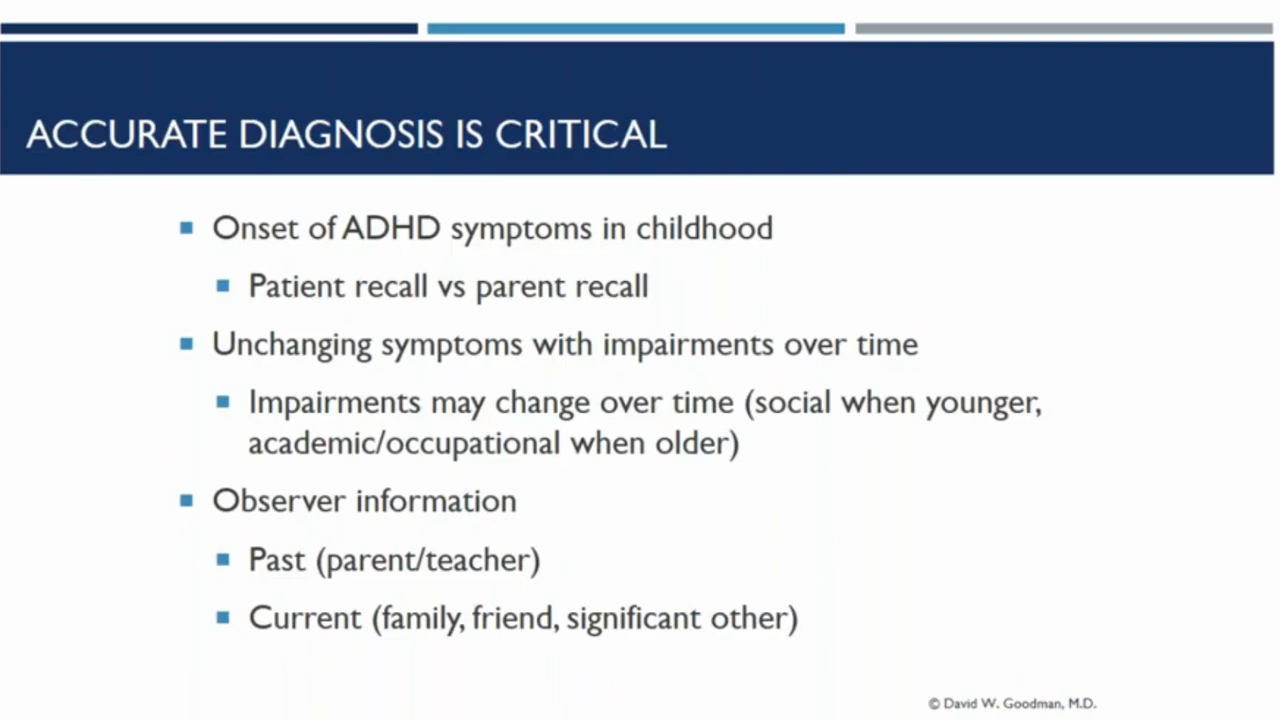 ACCURATE DIAGNOSIS IS CRITICAL
Onset of ADHD symptoms in childhood
Patient recall vs parent recall
Unchanging symptoms with impairments over time
Impairments may change over time (social when younger,
academic/occupational when older)
Observer information
Past (parent/teacher)
Current (family, friend, significant other)
© David W. Goodman, M.D.